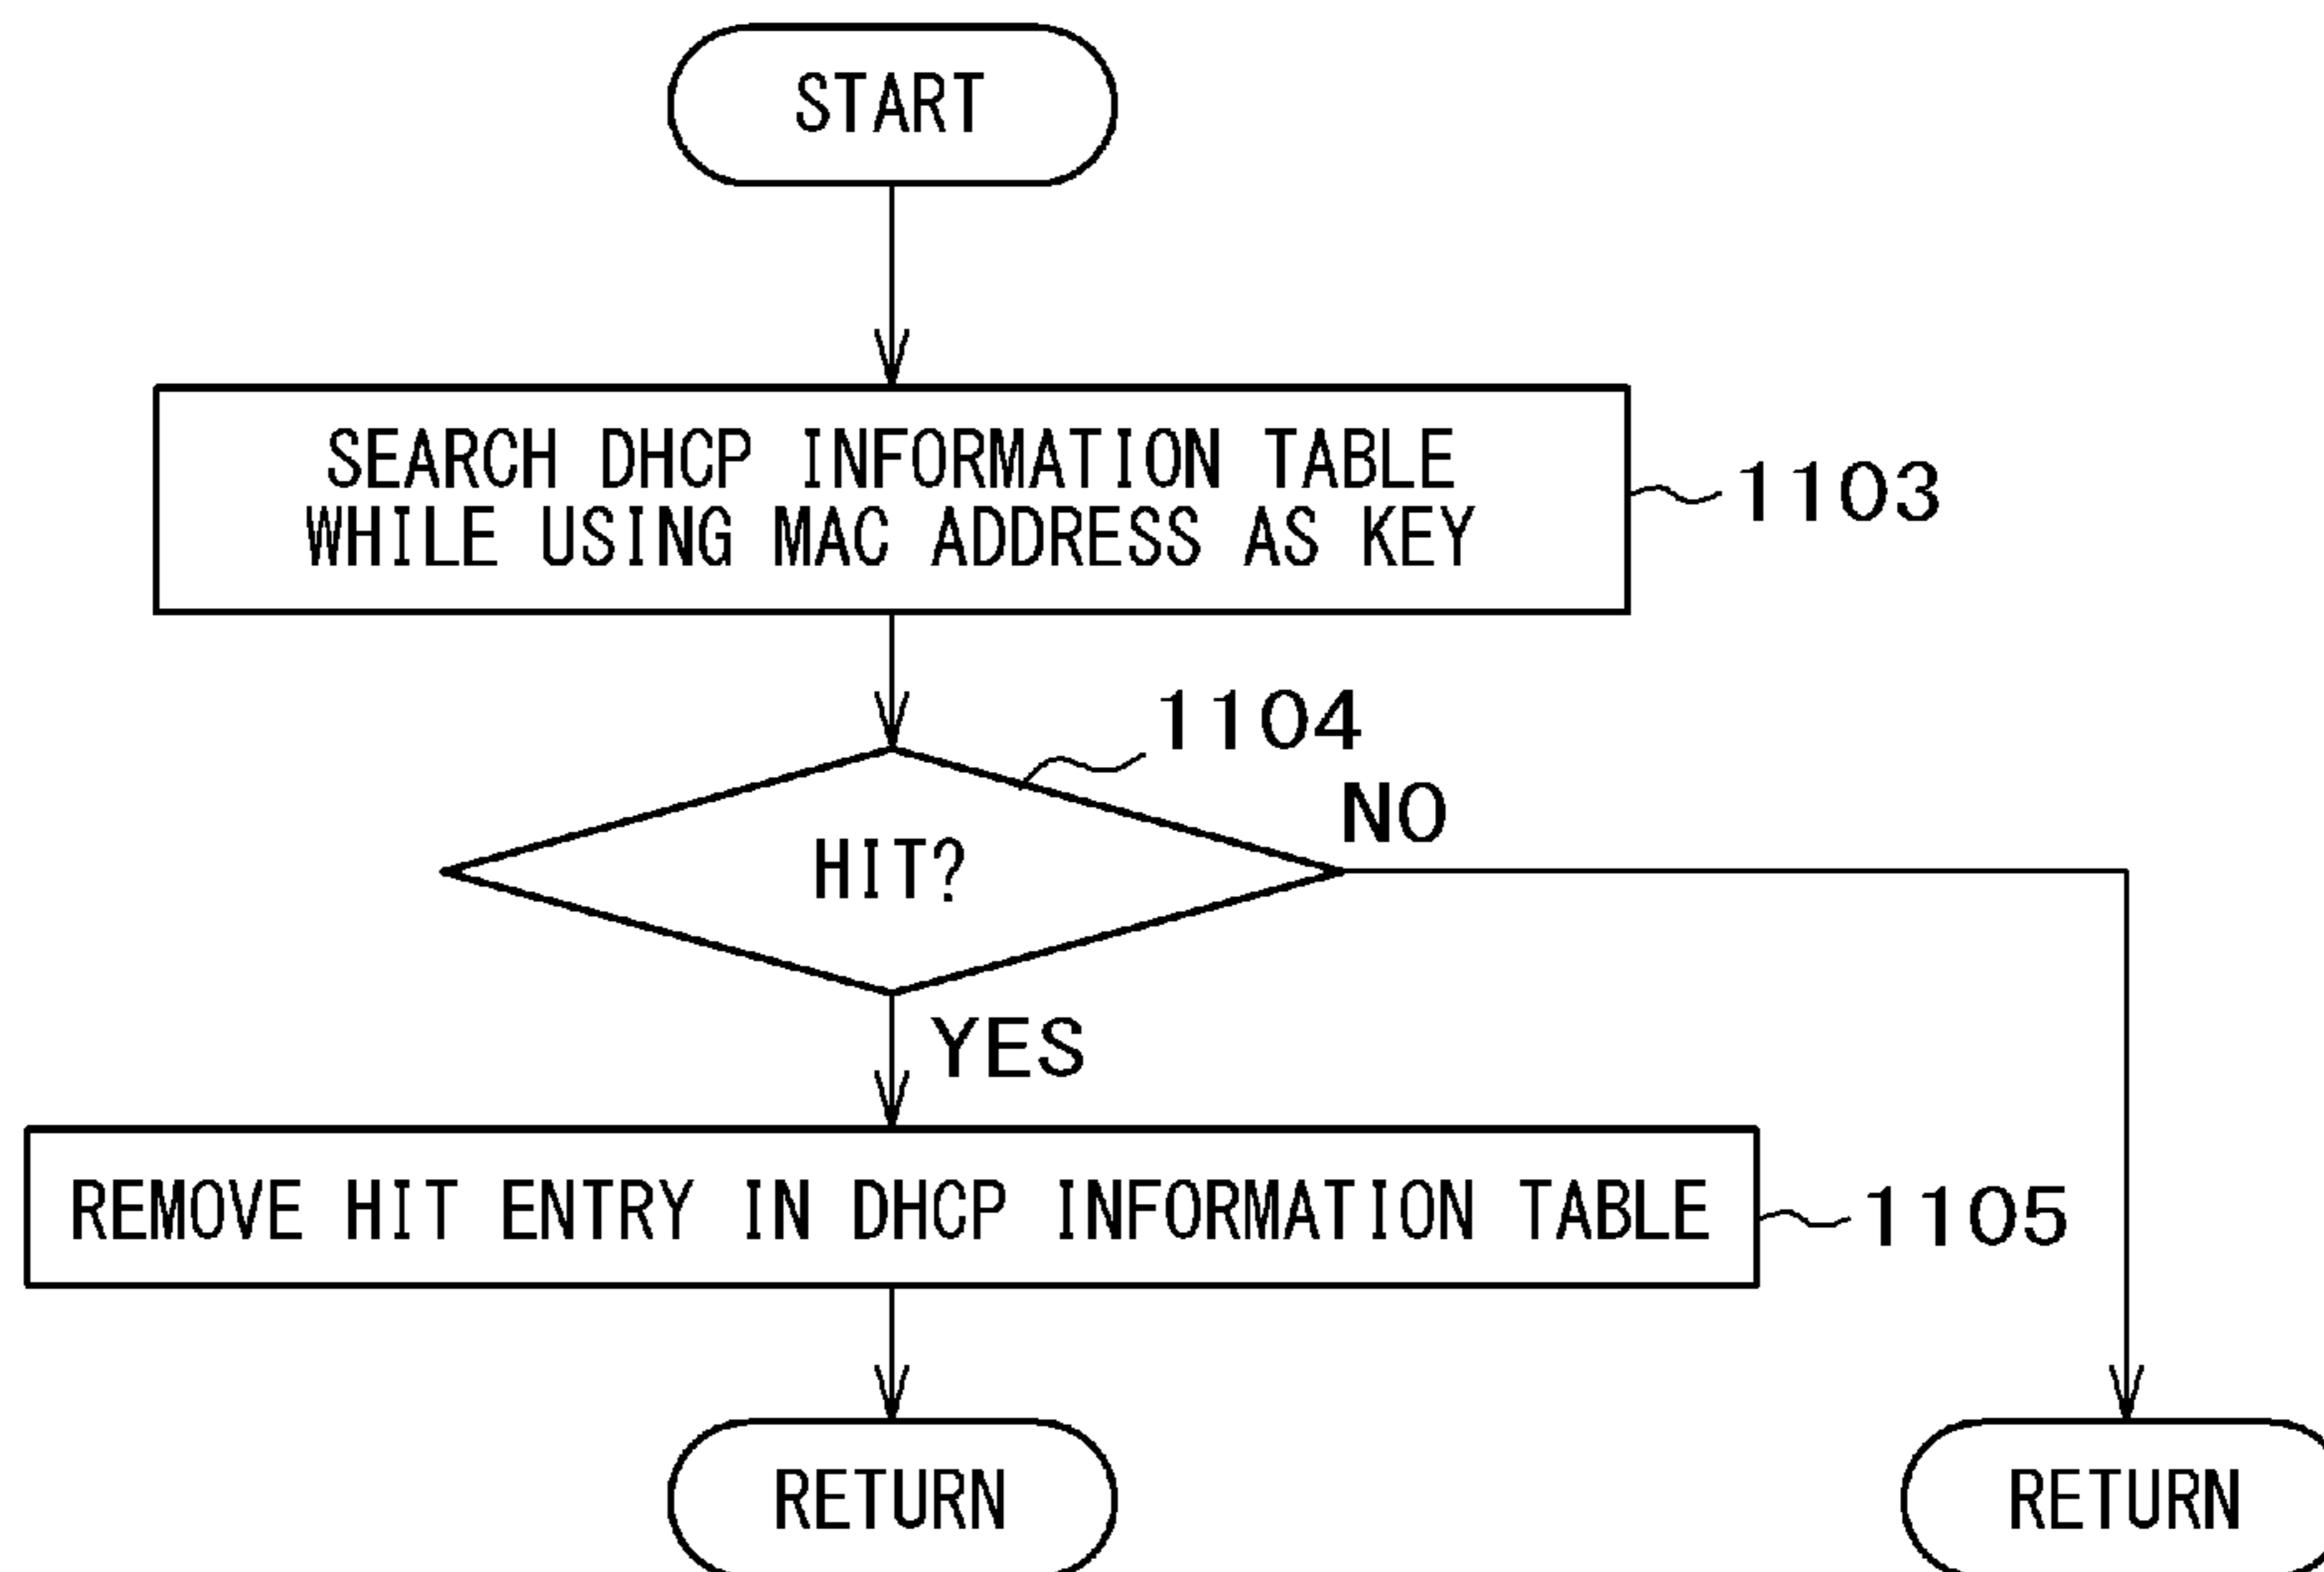 START
SEARCH DHCP INFORMATION TABLE
WHILE USING MAC ADDRESS AS KEY
1103
1104
HIT?
NO
YES
REMOVE HIT ENTRY IN DHCP INFORMATION TABLE
1105
RETURN
RETURN